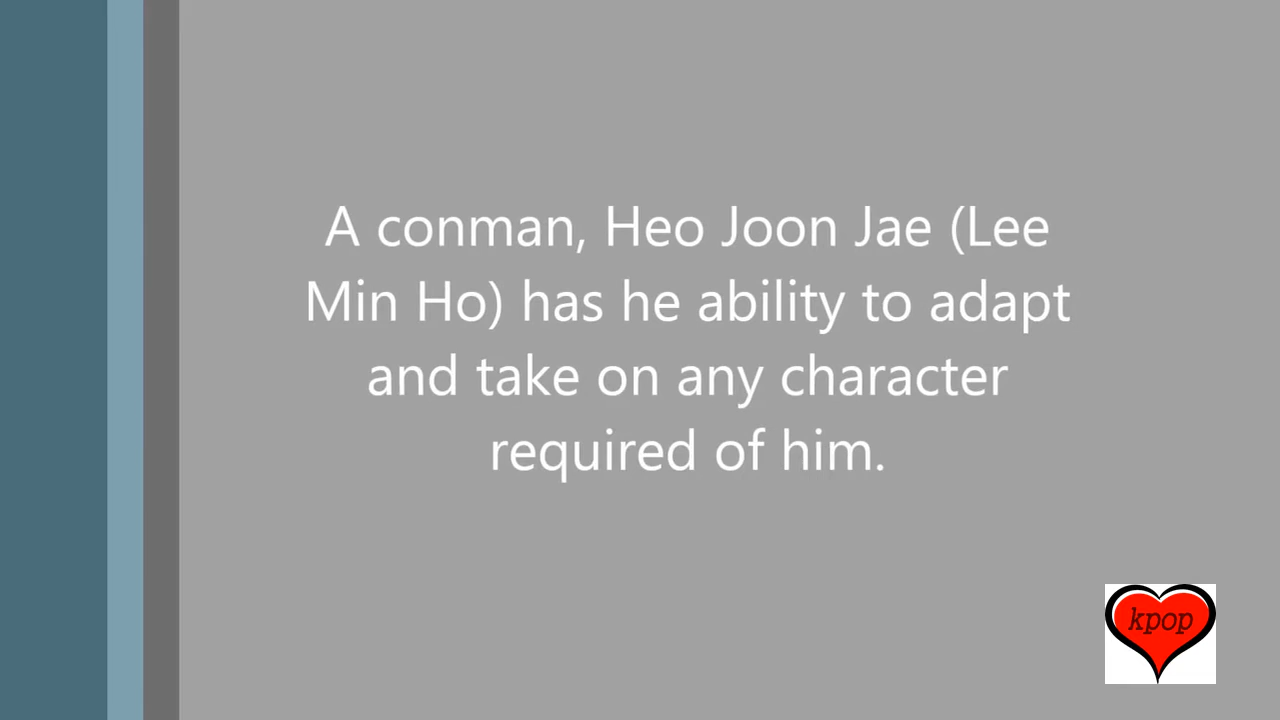 A conman, Heo Joon Jae (Lee
Min Ho) has he ability to adapt
and take on any character
required of him.
kpop